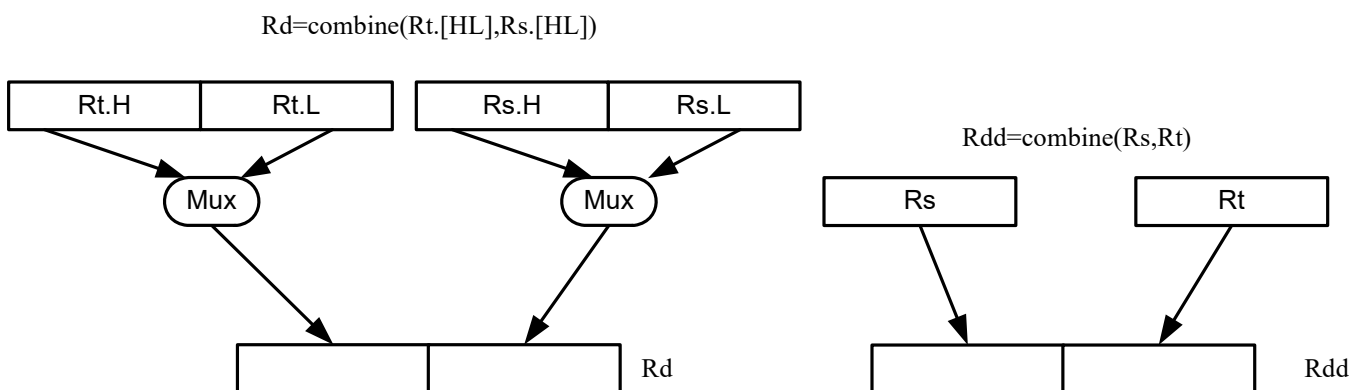 Rd=combine(Rt.[HL],Rs.[HL])
Rt.H Rt.L Rs.H Rs.L
Mux Mux
Rd
Rdd=combine(Rs,Rt)
Rs Rt
Rdd